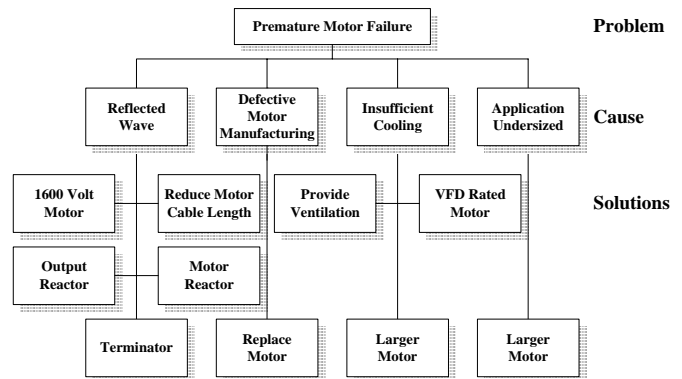 Premature Motor Failure
Problem
Reflected
Wave
Defective
Motor
Manufacturing
Insufficient
Cooling
Application
Undersized
Cause
1600 Volt
Motor
Reduce Motor
Cable Length
Provide
Ventilation
VFD Rated
Motor
Solutions
Output
Reactor
Motor
Reactor
Terminator
Replace
Motor
Larger
Motor
Larger
Motor